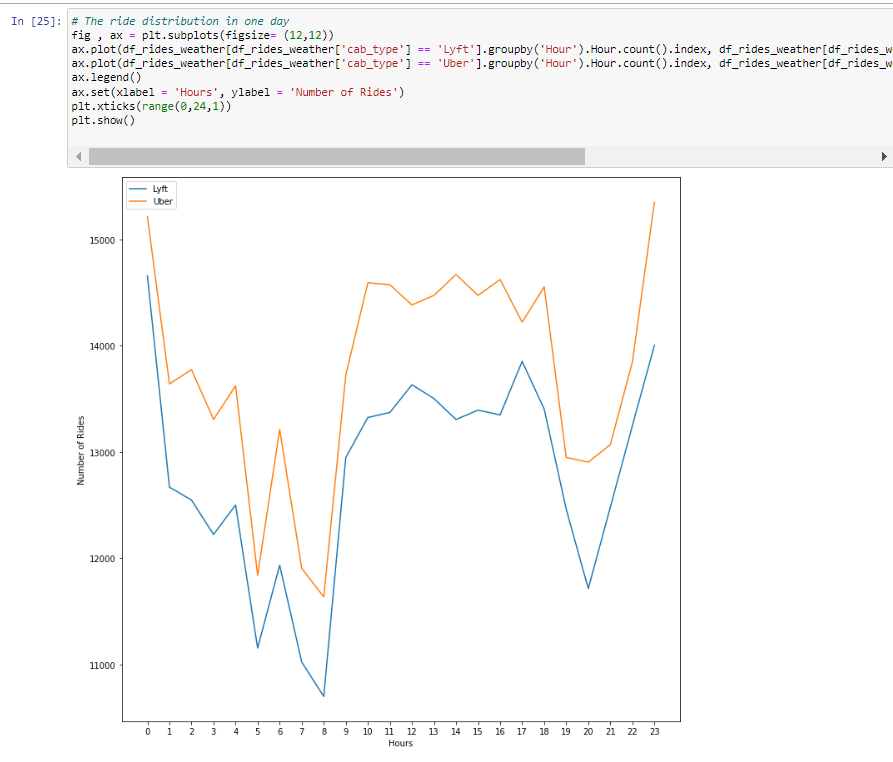 In [25]:
# The ride distribution in one day
fig , ax = plt.subplots(figsize= (12,12))
ax.plot(df_rides_weather[df_rides_weather['cab_type'] == 'Lyft'].groupby('Hour').Hour.count().index, df_rides_weather[df_rides_w
ax.plot(df_rides_weather[df_rides_weather['cab_type'] == 'Uber'].groupby('Hour').Hour.count().index, df_rides_weather[df_rides_w
ax.legend()
ax.set(xlabel = 'Hours', ylabel = 'Number of Rides')
plt.xticks(range(0,24,1))
plt.show()
Lyft
Uber
15000
14000
13000
12000
11000
Number of Rides
0 1 2 3 4 5 6 7 8 9 10 11 12 13 14 15 16 17 18 19 20 21 22 23
Hours